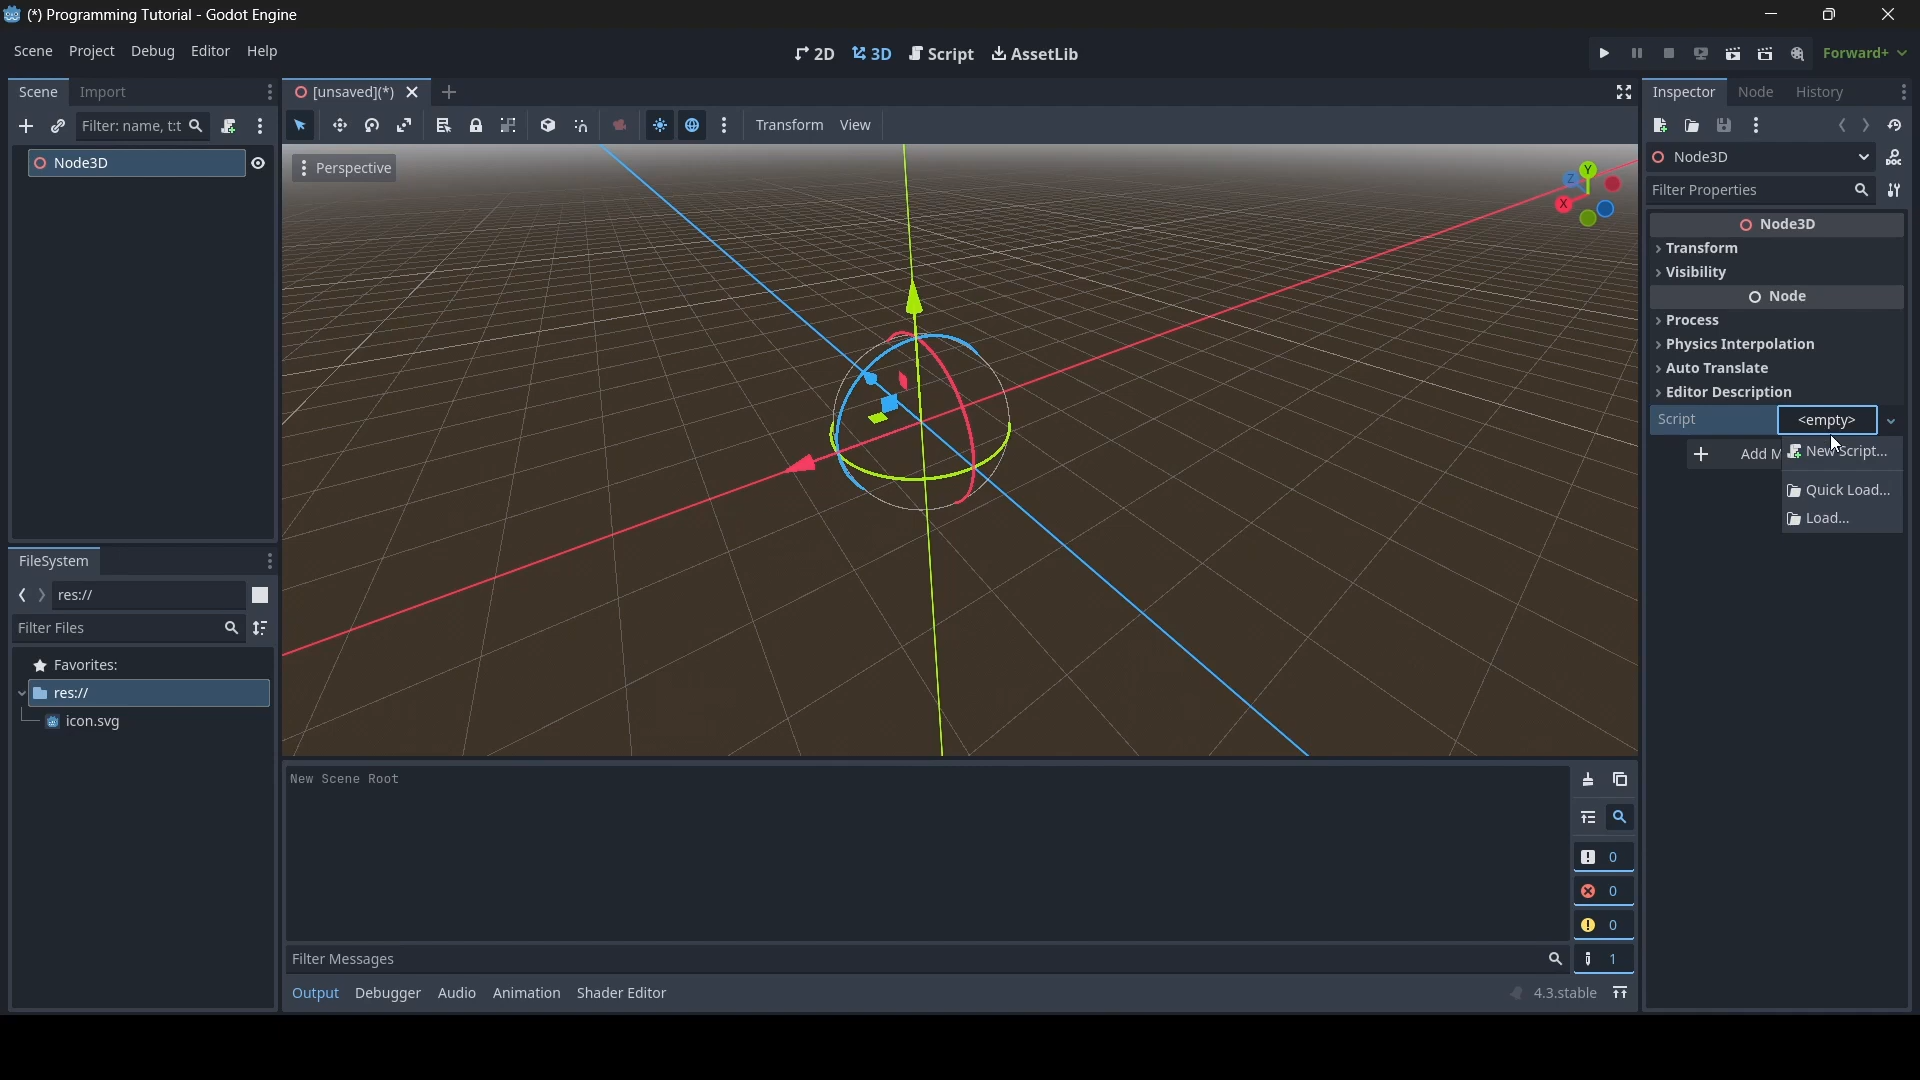 (*) Programming Tutorial - Godot Engine
Scene Project Debug Editor Help
2D 3D Script AssetLib
Forward+
Scene Import
[unsaved](*)
Inspector Node History
Filter: name, t:t
Transform View
Node3D
Perspective
Y
Z
X
Node3D
Filter Properties
Node3D
Transform
Visibility
Node
Process
Physics Interpolation
Auto Translate
Editor Description
Script <empty>
Add M
New Script...
Quick Load...
Load...
FileSystem
res://
Filter Files
Favorites:
res://
icon.svg
New Scene Root
0
0
0
1
Filter Messages
Output Debugger Audio Animation Shader Editor
4.3.stable